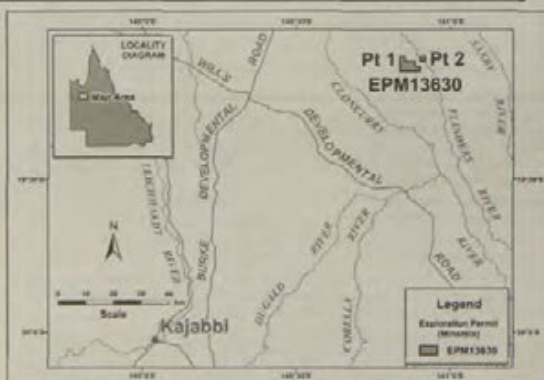 LOCALITY
DIAGRAM
Map Area
WILLS
ROAD
Pt 1 Pt 2
EPM13630
SAXBY
RIVER
CLONCURRY
FLINDERS
RIVER
DEVELOPMENTAL
DEVELOPMENTAL
LEICHHARDT
RIVER
BURKE
N
DUGALD
RIVER
RIVER
CORELLA
ROAD
Scale
Kajabbi
Legend
Exploration Permit
(Minerals)
EPM13630